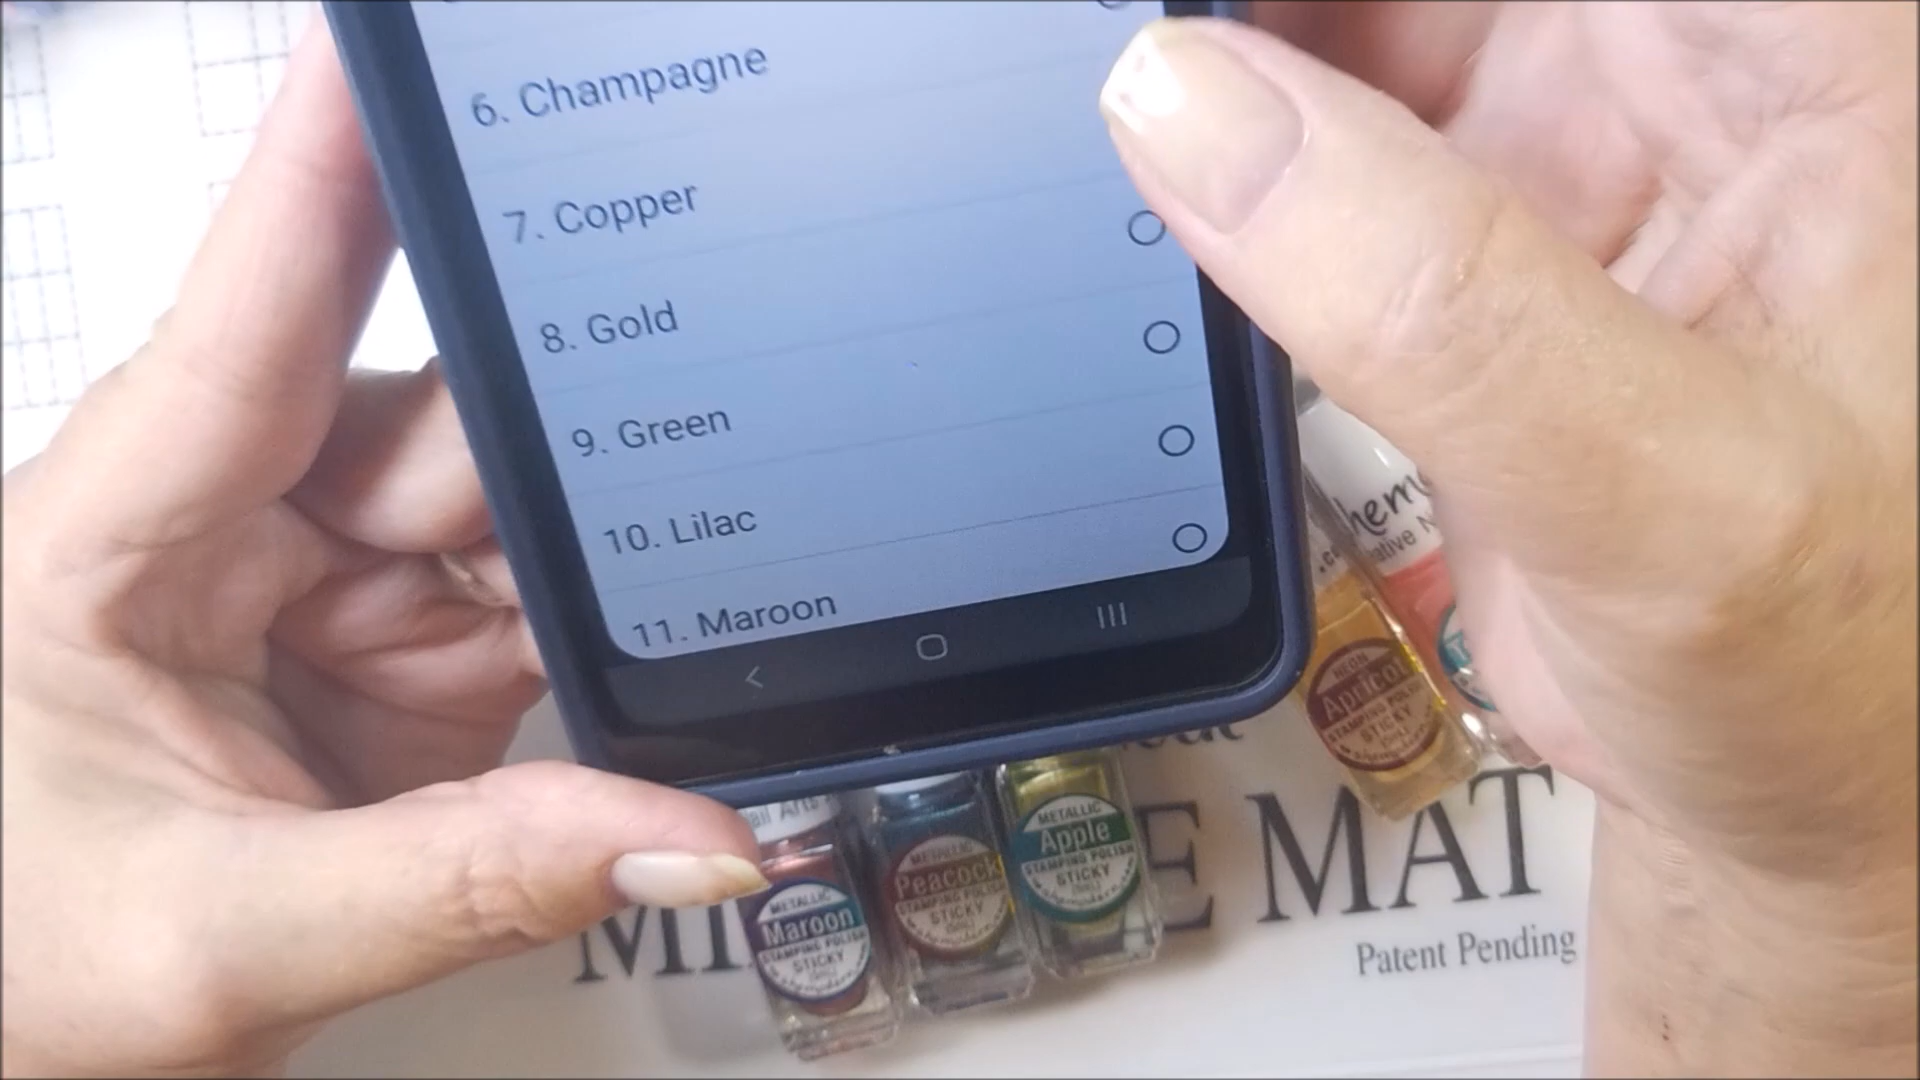 6. Champagne
7. Copper
8. Gold
9. Green
10. Lilac
11. Maroon
NEON
Apricot
STAMPING POLISH
STICKY
METALLIC
Maroon
STAMPING POLISH
STICKY
METALLIC
Peacock
STAMPING POLISH
STICKY
METALLIC
Apple
STAMPING POLISH
STICKY
MAT
Patent Pending